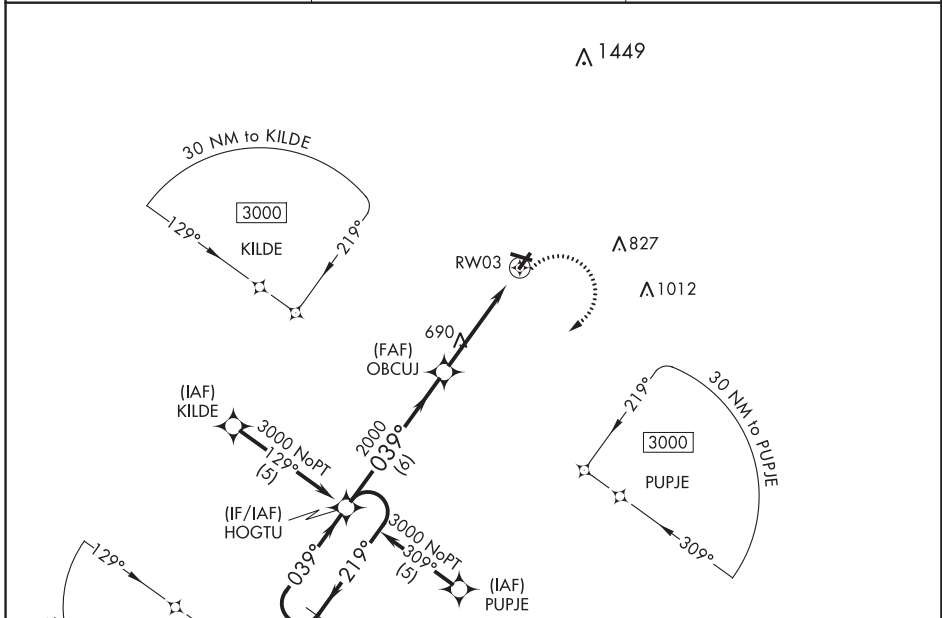 1449
30 NM to KILDE
3000
KILDE
129°
219°
RW03
827
1012
690
(FAF)
OBCUJ
(IAF)
KILDE
3000 NoPT
129°
(5)
2000
039°
(6)
219°
30 NM to PUPJE
3000
PUPJE
309°
(IF/IAF)
HOGTU
3000 NoPT
309°
(5)
039°
219°
(IAF)
PUPJE
129°